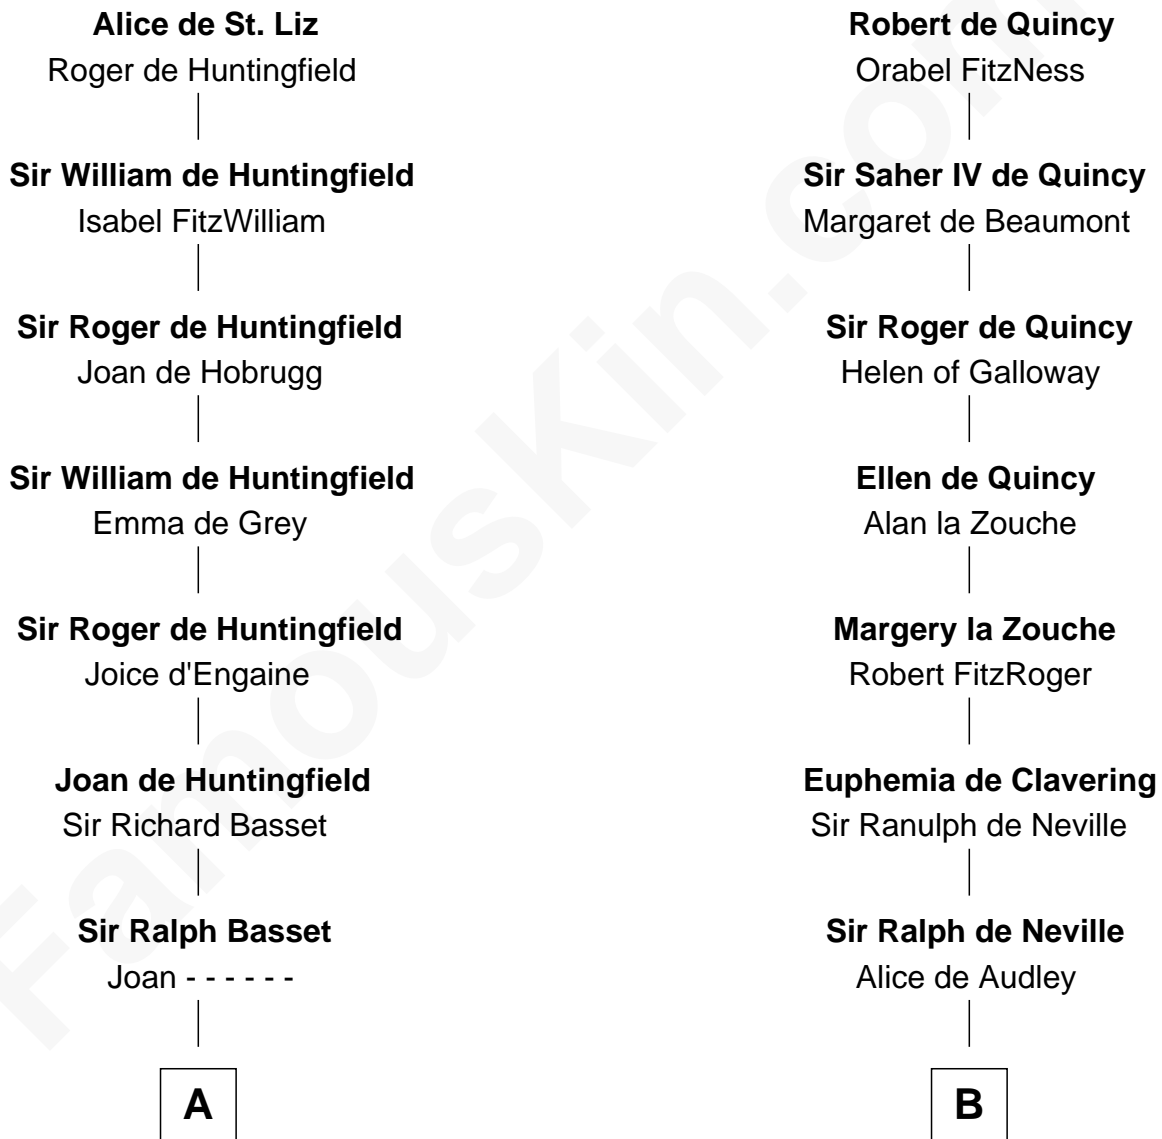 Alice de St. Liz
Roger de Huntingfield
Sir William de Huntingfield
Isabel FitzWilliam
Sir Roger de Huntingfield
Joan de Hobrugg
Sir William de Huntingfield
Emma de Grey
Sir Roger de Huntingfield
Joice d'Engaine
Joan de Huntingfield
Sir Richard Basset
Sir Ralph Basset
Joan - - - - - -
A
Robert de Quincy
Orabel FitzNess
Sir Saher IV de Quincy
Margaret de Beaumont
Sir Roger de Quincy
Helen of Galloway
Ellen de Quincy
Alan la Zouche
Margery la Zouche
Robert FitzRoger
Euphemia de Clavering
Sir Ranulph de Neville
Sir Ralph de Neville
Alice de Audley
B
FamousKin.com